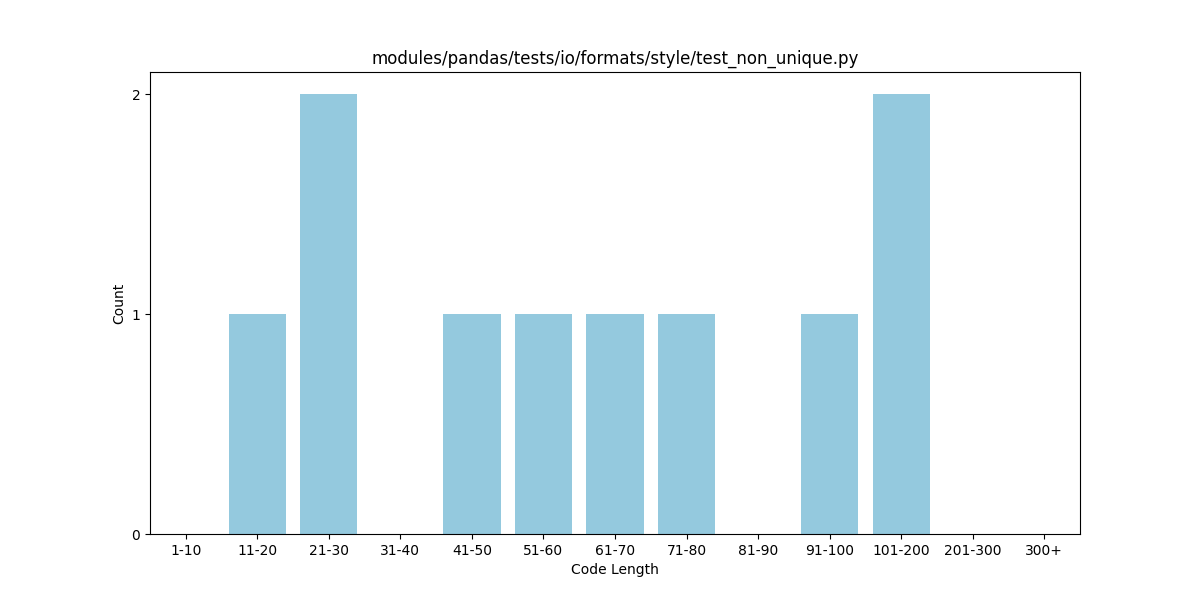 modules/pandas/tests/io/formats/style/test_non_unique.py
2
1
0
Count
1-10 11-20 21-30 31-40 41-50 51-60 61-70 71-80 81-90 91-100 101-200 201-300 300+
Code Length